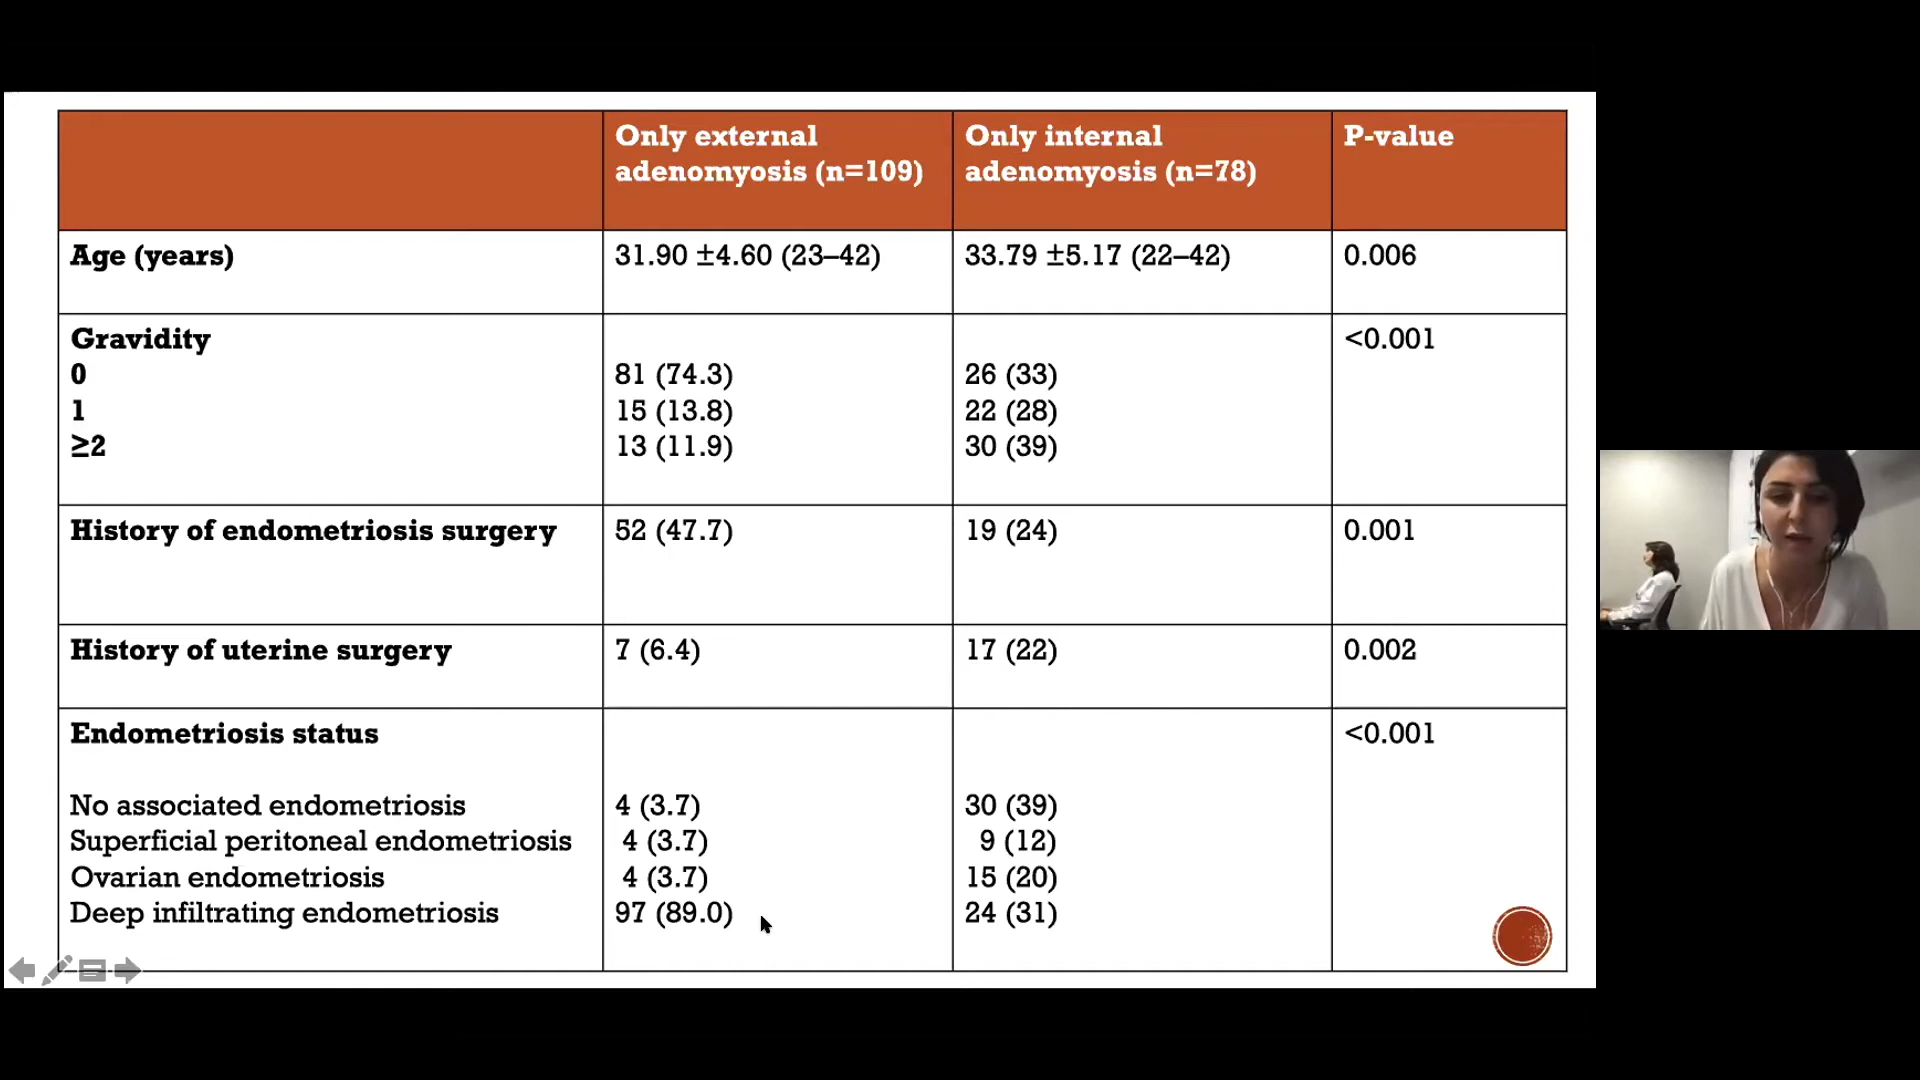 Only external
adenomyosis (n=109)
Only internal
adenomyosis (n=78)
P-value
Age (years)
31.90 ±4.60 (23–42)
33.79 ±5.17 (22–42)
0.006
Gravidity
<0.001
0
81 (74.3)
26 (33)
1
15 (13.8)
22 (28)
≥2
13 (11.9)
30 (39)
History of endometriosis surgery
52 (47.7)
19 (24)
0.001
History of uterine surgery
7 (6.4)
17 (22)
0.002
Endometriosis status
<0.001
No associated endometriosis
4 (3.7)
30 (39)
Superficial peritoneal endometriosis
4 (3.7)
9 (12)
Ovarian endometriosis
4 (3.7)
15 (20)
Deep infiltrating endometriosis
97 (89.0)
24 (31)